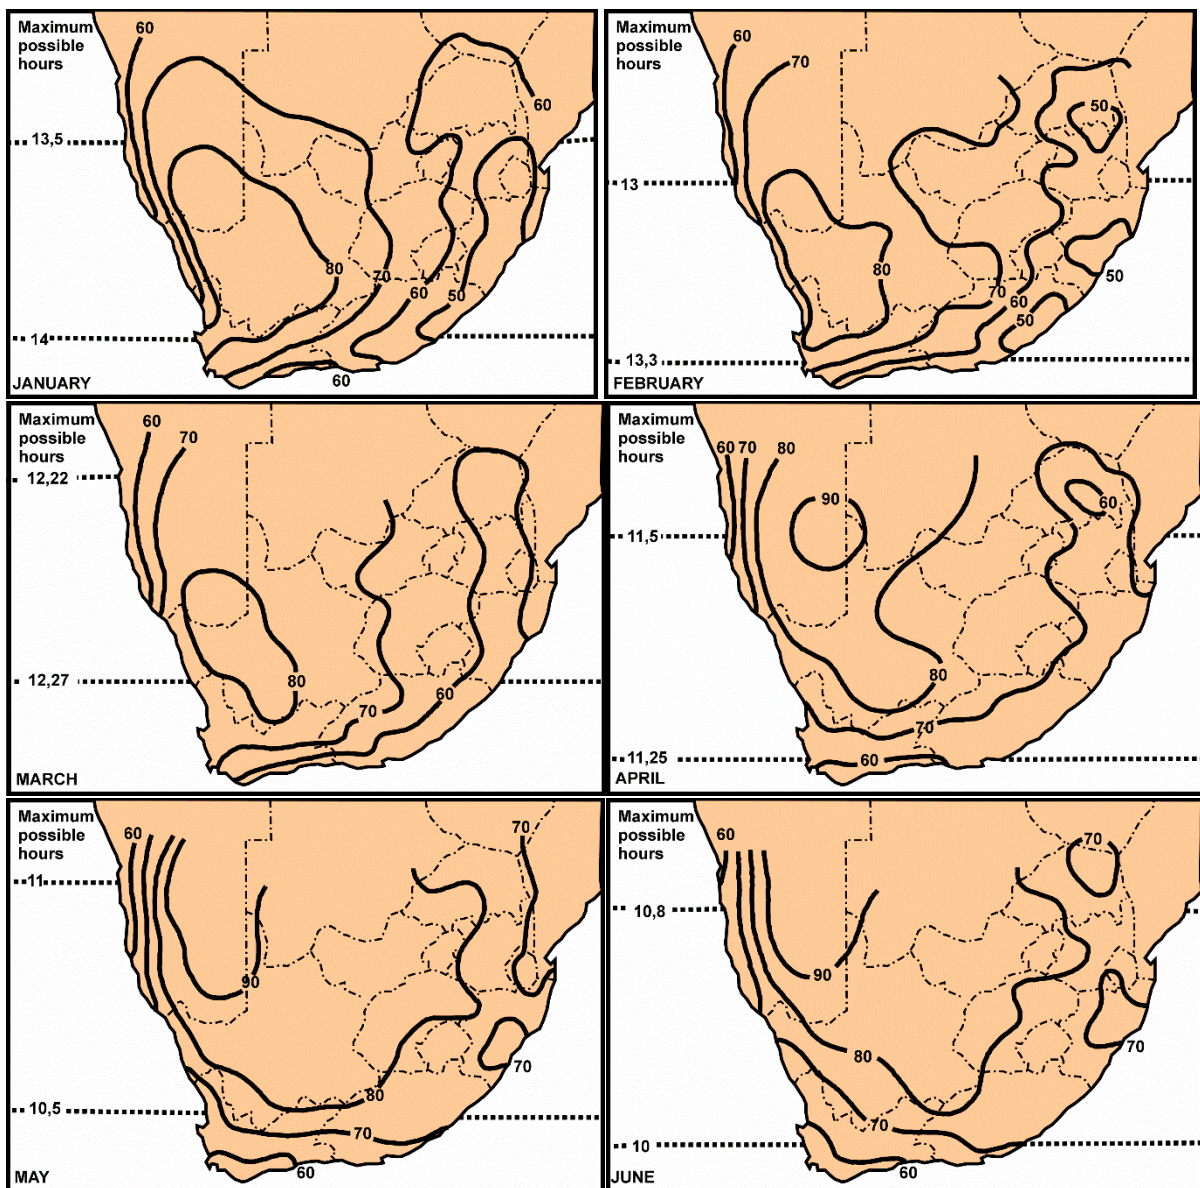 Maximum
possible
hours
60
60
13,5
80
70
60
50
14
60
JANUARY
Maximum
possible
hours
60
70
50
13
80
50
70
60
50
13,3
FEBRUARY
Maximum
possible
hours
60
70
12,22
12,27
80
60
70
MARCH
Maximum
possible
hours
60 70 80
90
60
11,5
80
70
11,25
60
APRIL
Maximum
possible
hours
60
70
11
90
70
80
10,5
70
60
MAY
Maximum
possible
hours
60
70
10,8
90
70
80
70
10
60
JUNE